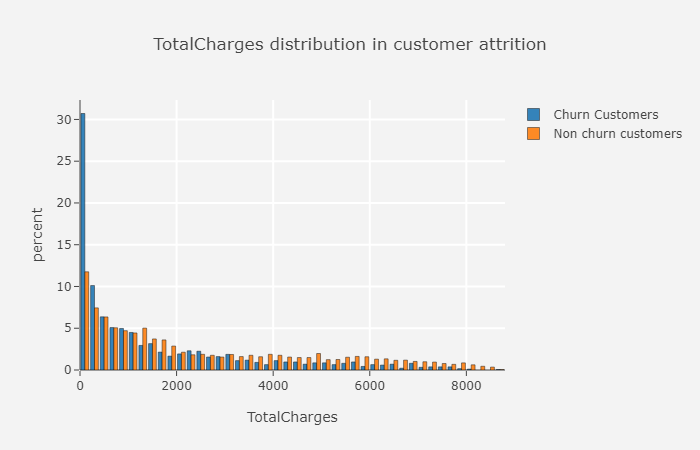 TotalCharges distribution in customer attrition
Churn Customers
Non churn customers
percent
30
25
20
15
10
5
0
0 2000 4000 6000 8000
TotalCharges